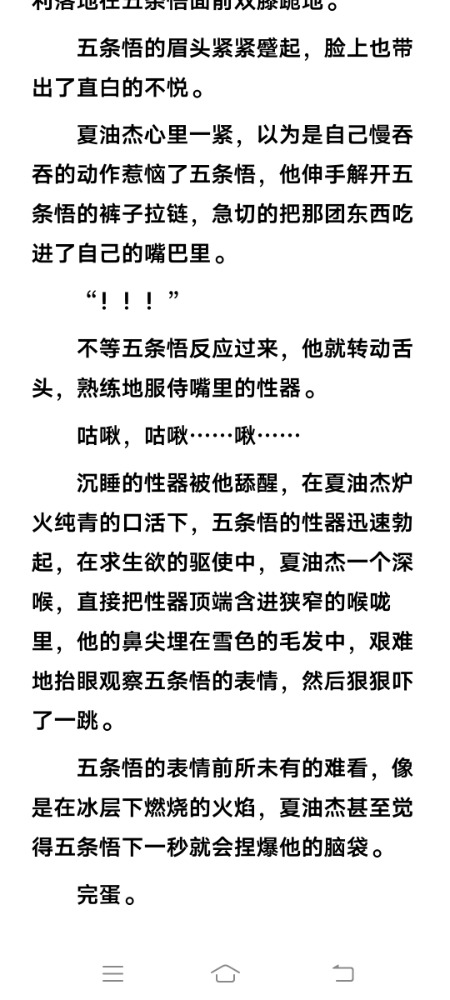 利落地在五条悟面前双膝跪地。
五条悟的眉头紧紧蹙起，脸上也带
出了直白的不悦。
夏油杰心里一紧，以为是自己慢吞
吞的动作惹恼了五条悟，他伸手解开五
条悟的裤子拉链，急切的把那团东西吃
进了自己的嘴巴里。
“！！！”
不等五条悟反应过来，他就转动舌
头，熟练地服侍嘴里的性器。
咕啾，咕啾……啾……
沉睡的性器被他舔醒，在夏油杰炉
火纯青的口活下，五条悟的性器迅速勃
起，在求生欲的驱使中，夏油杰一个深
喉，直接把性器顶端含进狭窄的喉咙
里，他的鼻尖埋在雪色的毛发中，艰难
地抬眼观察五条悟的表情，然后狠狠吓
了一跳。
五条悟的表情前所未有的难看，像
是在冰层下燃烧的火焰，夏油杰甚至觉
得五条悟下一秒就会捏爆他的脑袋。
完蛋。